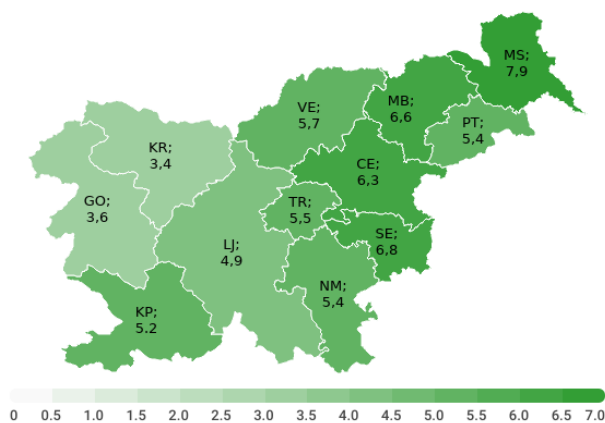 MS;
7,9
VE;
5,7
MB;
6,6
PT;
5,4
KR;
3,4
CE;
6,3
GO;
3,6
TR;
5,5
LJ;
4,9
SE;
6,8
NM;
5,4
KP;
5.2
0 0.5 1.0 1.5 2.0 2.5 3.0 3.5 4.0 4.5 5.0 5.5 6.0 6.5 7.0